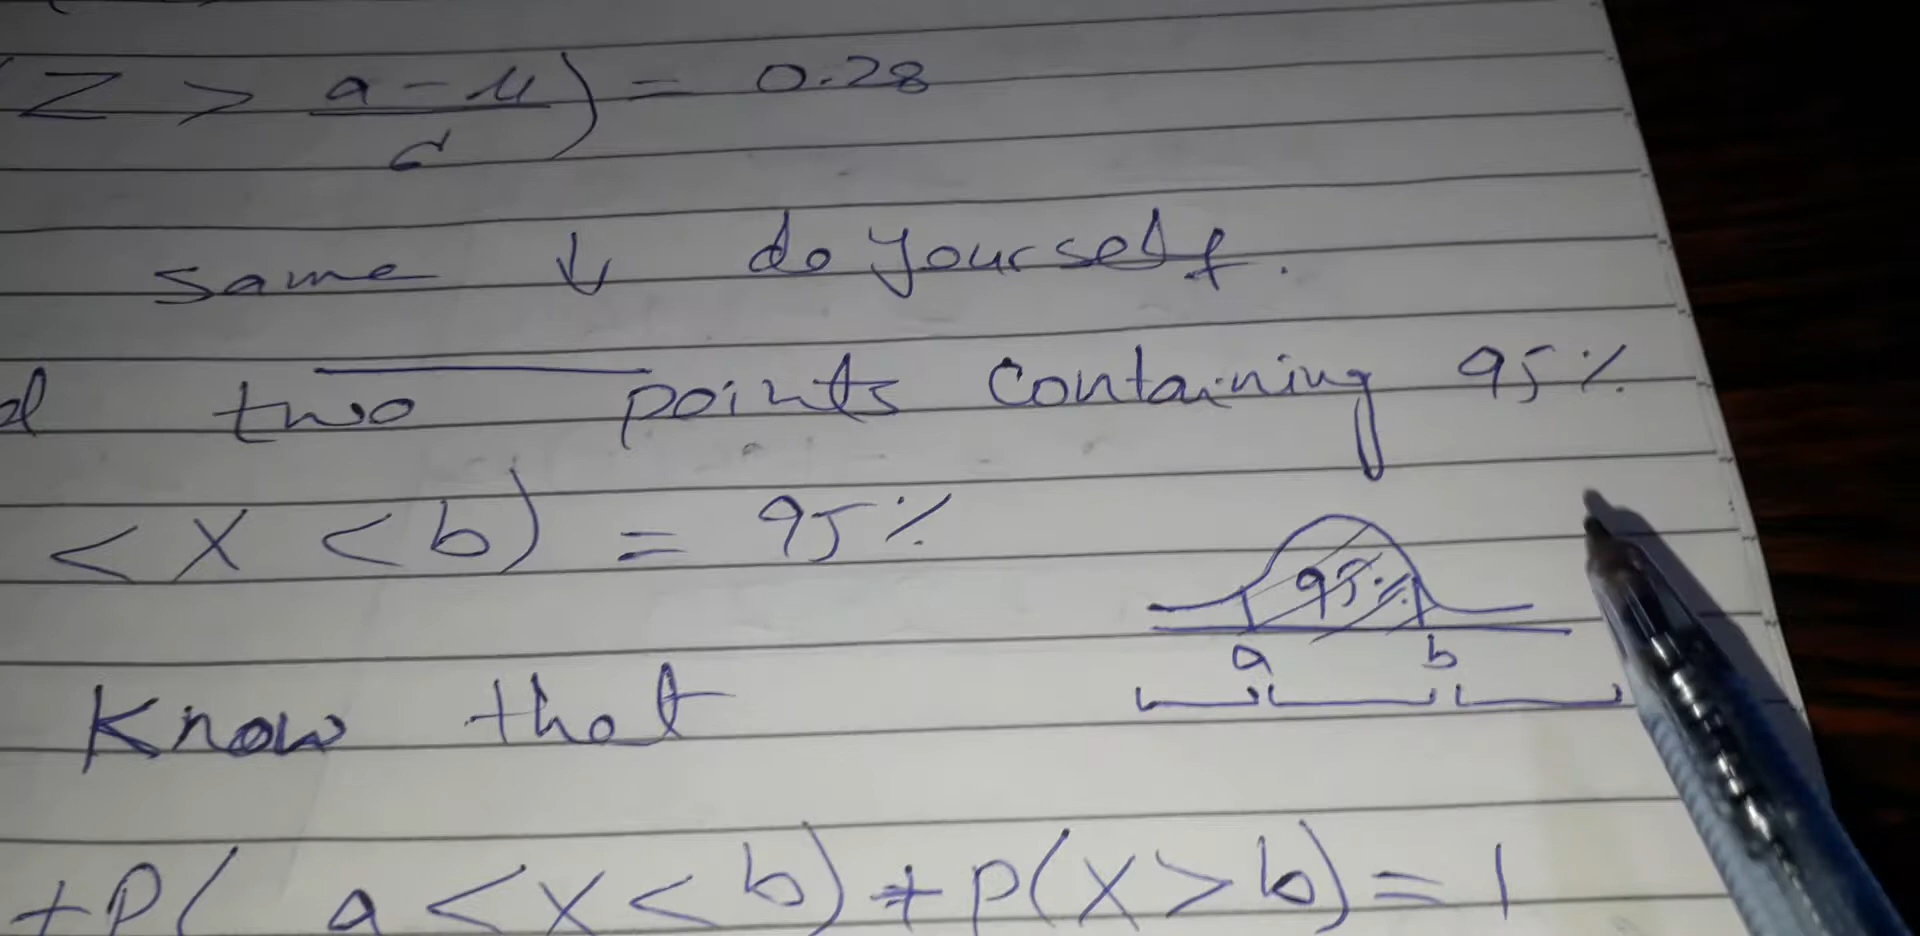 (Z > a - μ / σ) = 0.28
same ↓ do yourself.
d two points containing 95%
< X < b) = 95%
95%
a b
Know that
+ P( a < X < b) + P(X > b) = 1